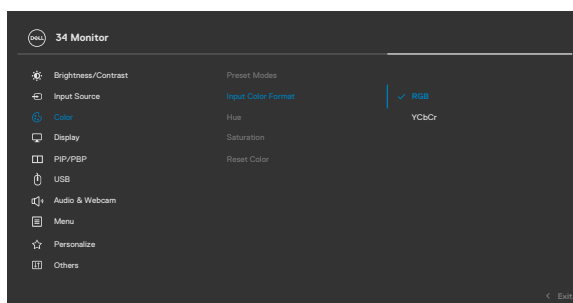 DELL 34 Monitor
Brightness/Contrast Preset Modes
Input Source Input Color Format RGB
Color Hue YCbCr
Display Saturation
PIP/PBP Reset Color
USB
Audio & Webcam
Menu
Personalize
Others
Exit